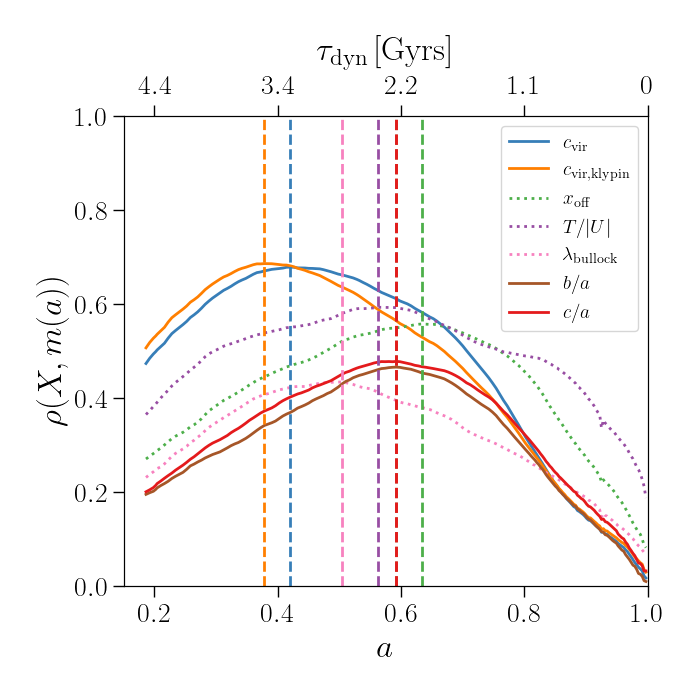 τ_dyn [Gyrs]
4.4 3.4 2.2 1.1 0
1.0
0.8
0.6
0.4
0.2
0.0
ρ(X, m(a))
c_vir
c_vir,klypin
x_off
T/|U|
λ_bullock
b/a
c/a
0.2 0.4 0.6 0.8 1.0
a